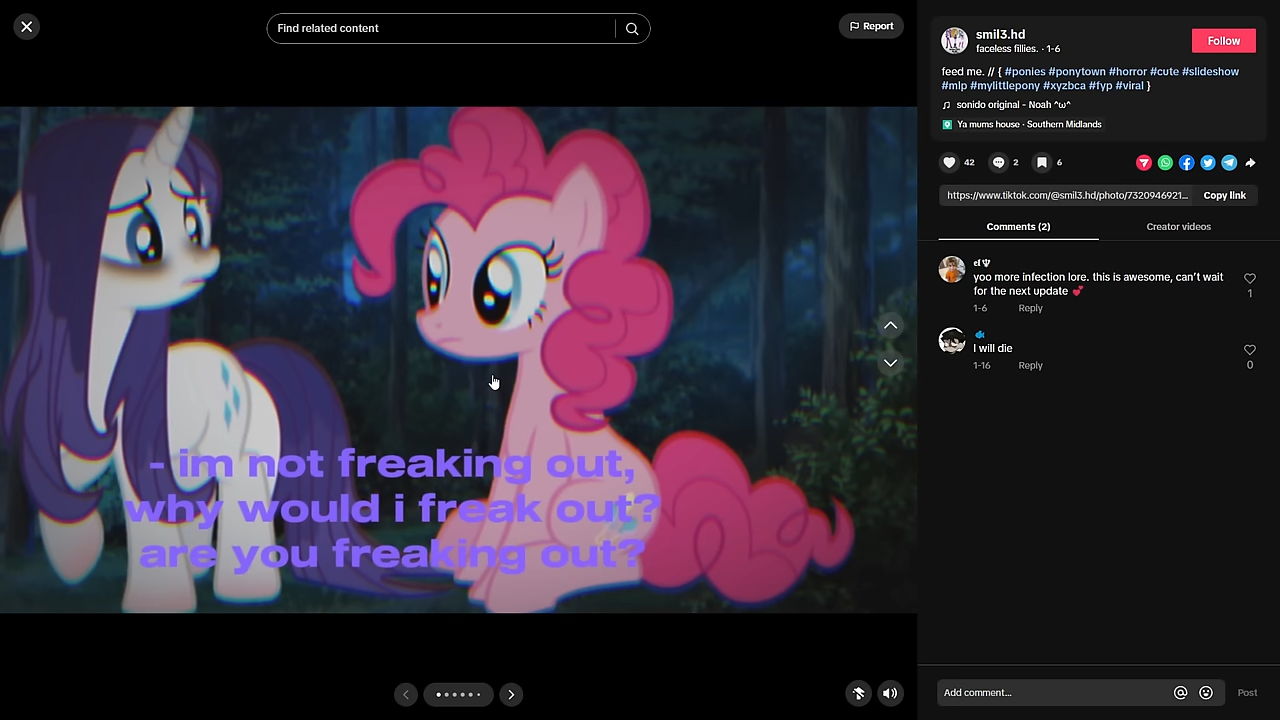 Find related content
Report
smil3.hd
faceless fillies. · 1-6
Follow
feed me. // { #ponies #ponytown #horror #cute #slideshow
#mlp #mylittlepony #xyzbca #fyp #viral }
sonido original - Noah ^ω^
Ya mums house · Southern Midlands
42
2
6
https://www.tiktok.com/@smil3.hd/photo/7320946921...
Copy link
Comments (2)
Creator videos
yoo more infection lore. this is awesome, can't wait
for the next update 💕
1-6
Reply
1
I will die
1-16
Reply
0
- im not freaking out,
why would i freak out?
are you freaking out?
Add comment...
Post